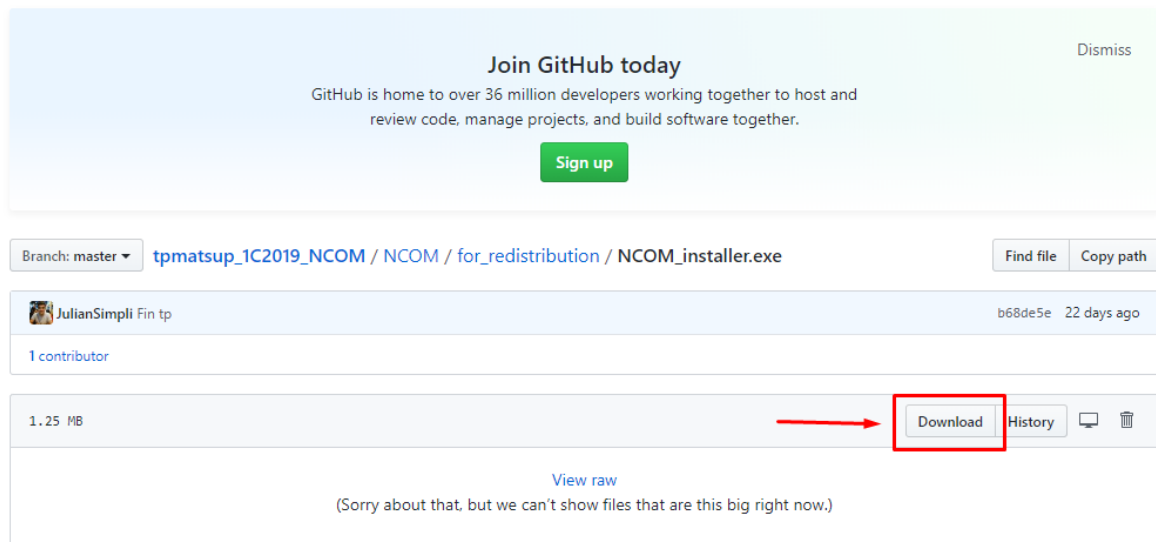 Join GitHub today
Dismiss
GitHub is home to over 36 million developers working together to host and
review code, manage projects, and build software together.
Sign up
Branch: master tpmatsup_1C2019_NCOM / NCOM / for_redistribution / NCOM_installer.exe Find file Copy path
JulianSimpli Fin tp b68de5e 22 days ago
1 contributor
1.25 MB Download History
View raw
(Sorry about that, but we can't show files that are this big right now.)